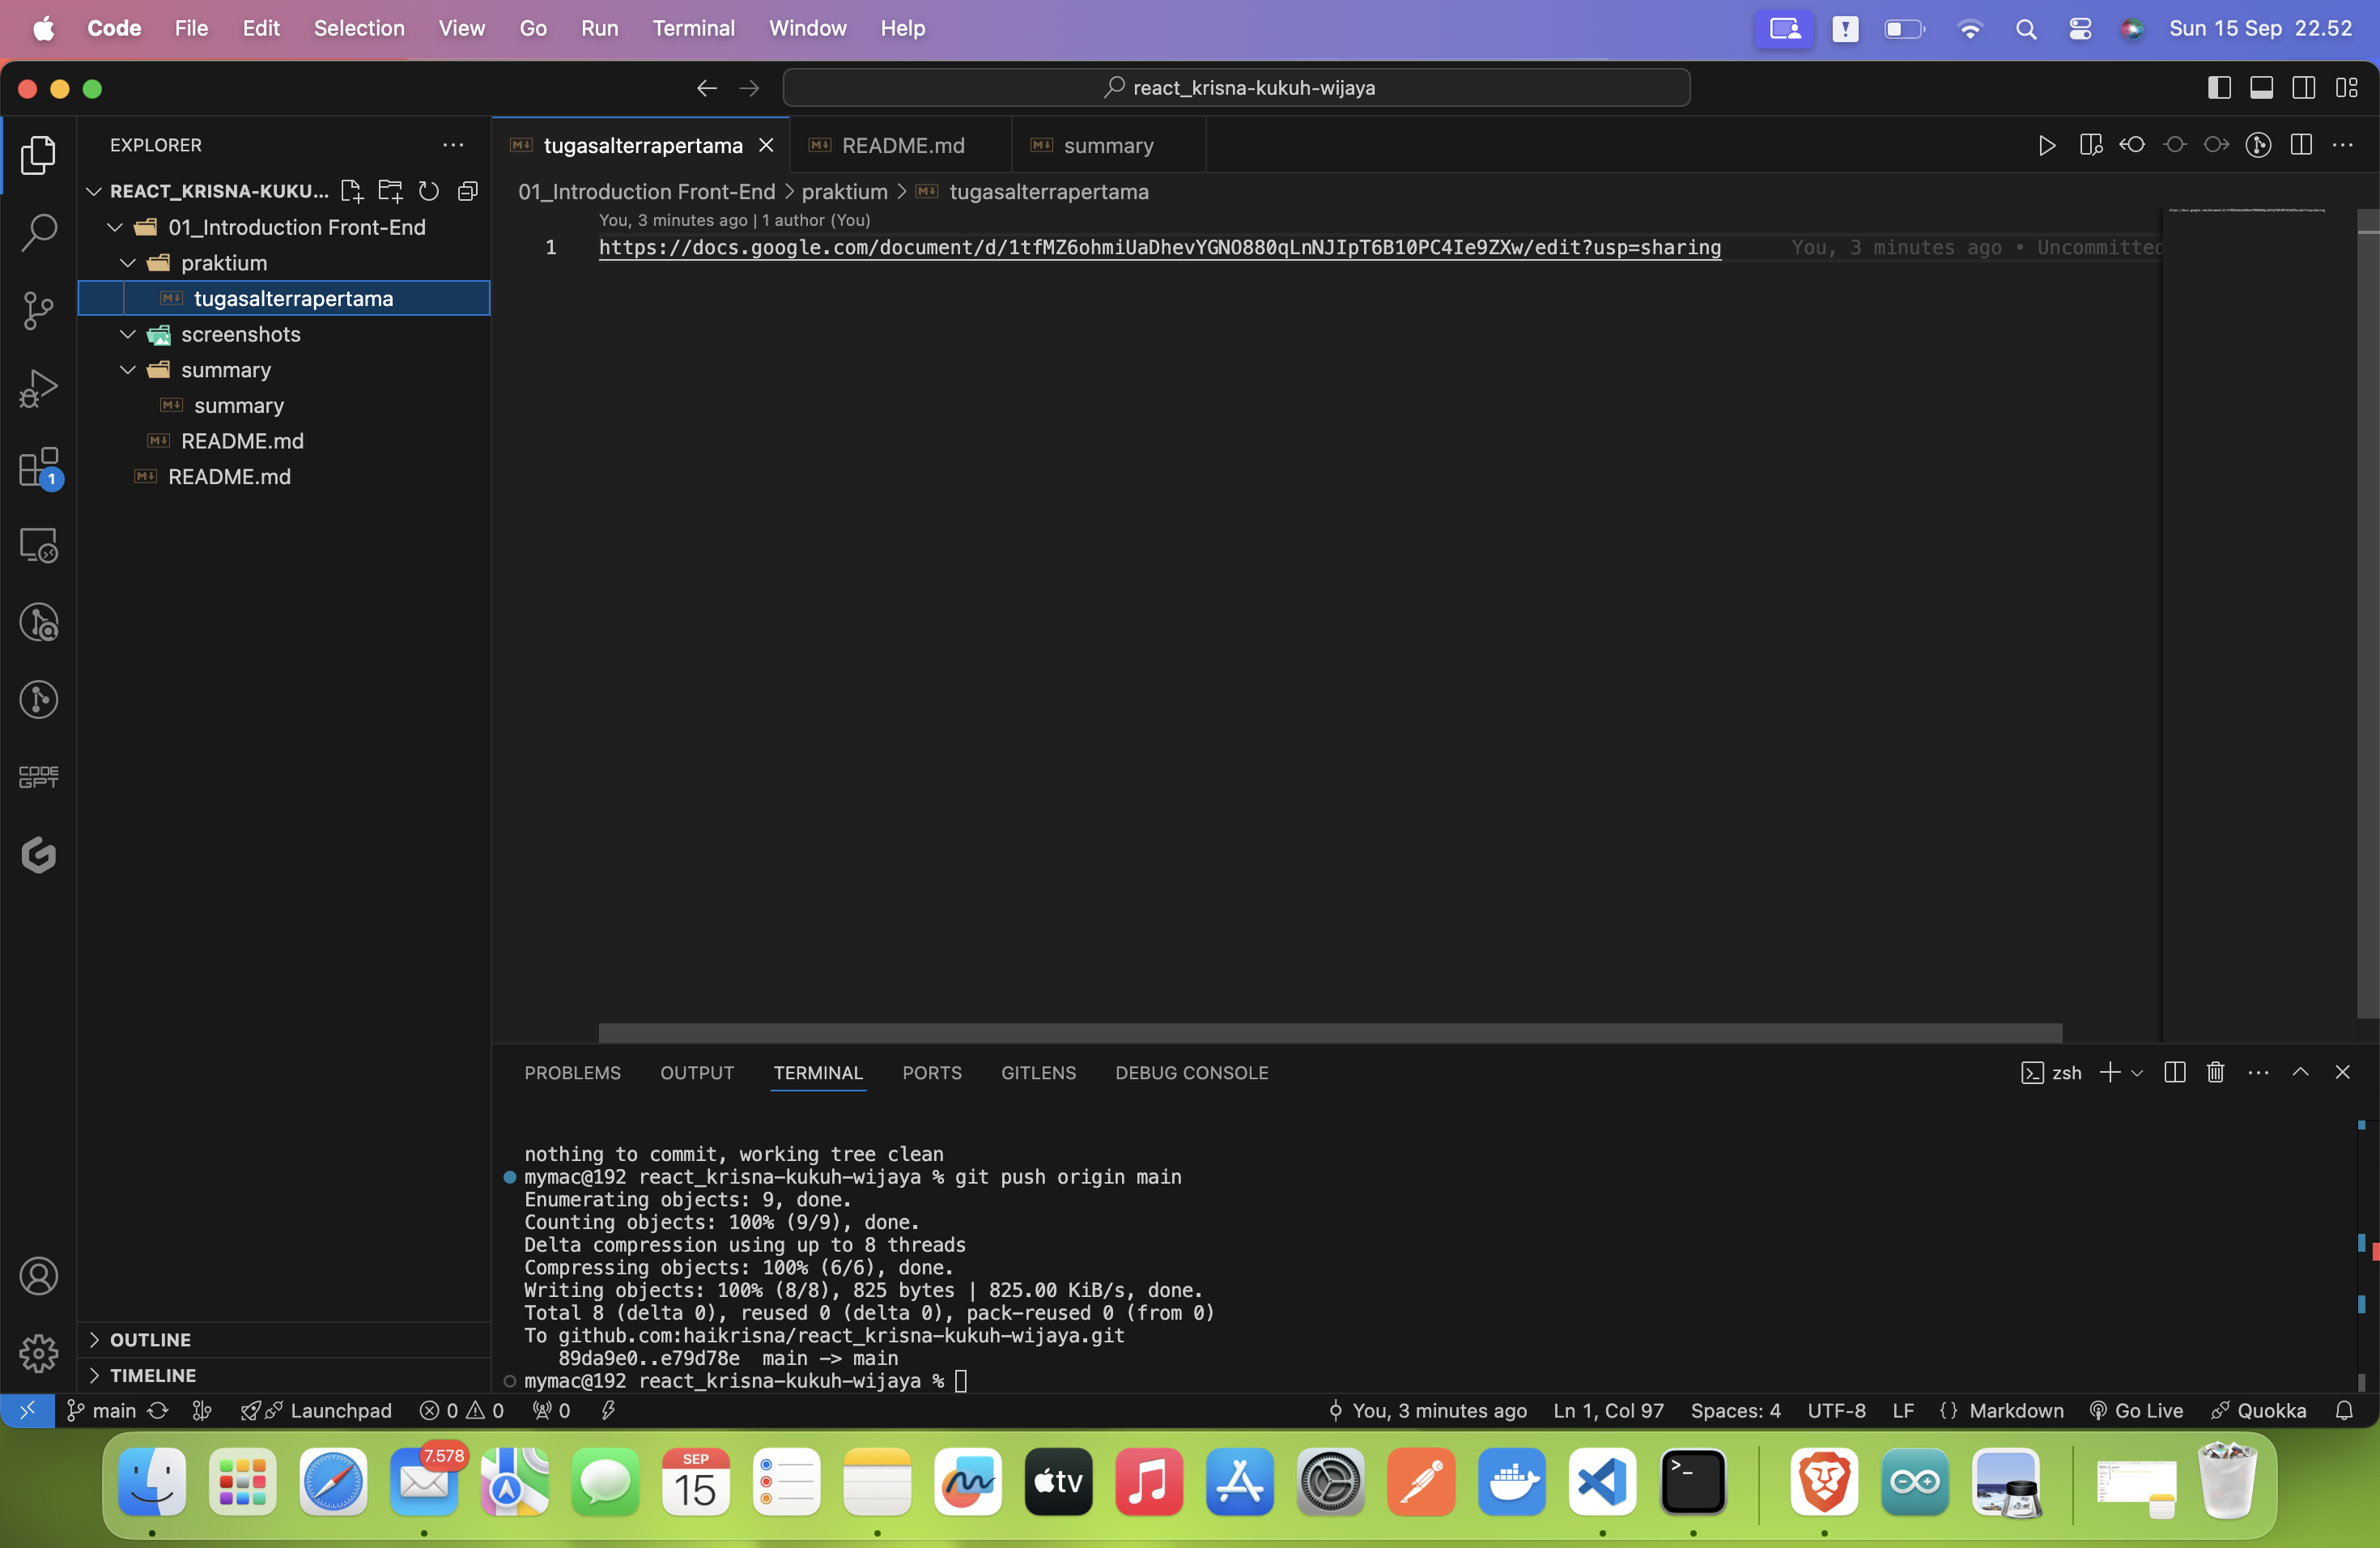 Code File Edit Selection View Go Run Terminal Window Help Sun 15 Sep 22.52
react_krisna-kukuh-wijaya
EXPLORER
REACT_KRISNA-KUKU...
01_Introduction Front-End
praktium
tugasalterrapertama
screenshots
summary
summary
README.md
README.md
1
CODE
GPT
OUTLINE
TIMELINE
tugasalterrapertama README.md summary
01_Introduction Front-End > praktium > tugasalterrapertama
You, 3 minutes ago | 1 author (You)
1 https://docs.google.com/document/d/1tfMZ6ohmiUaDhevYGNO880qLnNJIpT6B10PC4Ie9ZXw/edit?usp=sharing You, 3 minutes ago • Uncommitted
PROBLEMS OUTPUT TERMINAL PORTS GITLENS DEBUG CONSOLE zsh
nothing to commit, working tree clean
mymac@192 react_krisna-kukuh-wijaya % git push origin main
Enumerating objects: 9, done.
Counting objects: 100% (9/9), done.
Delta compression using up to 8 threads
Compressing objects: 100% (6/6), done.
Writing objects: 100% (8/8), 825 bytes | 825.00 KiB/s, done.
Total 8 (delta 0), reused 0 (delta 0), pack-reused 0 (from 0)
To github.com:haikrisna/react_krisna-kukuh-wijaya.git
89da9e0..e79d78e main -> main
mymac@192 react_krisna-kukuh-wijaya %
main Launchpad 0 0 0 You, 3 minutes ago Ln 1, Col 97 Spaces: 4 UTF-8 LF {} Markdown Go Live Quokka
7.578
SEP
15
tv